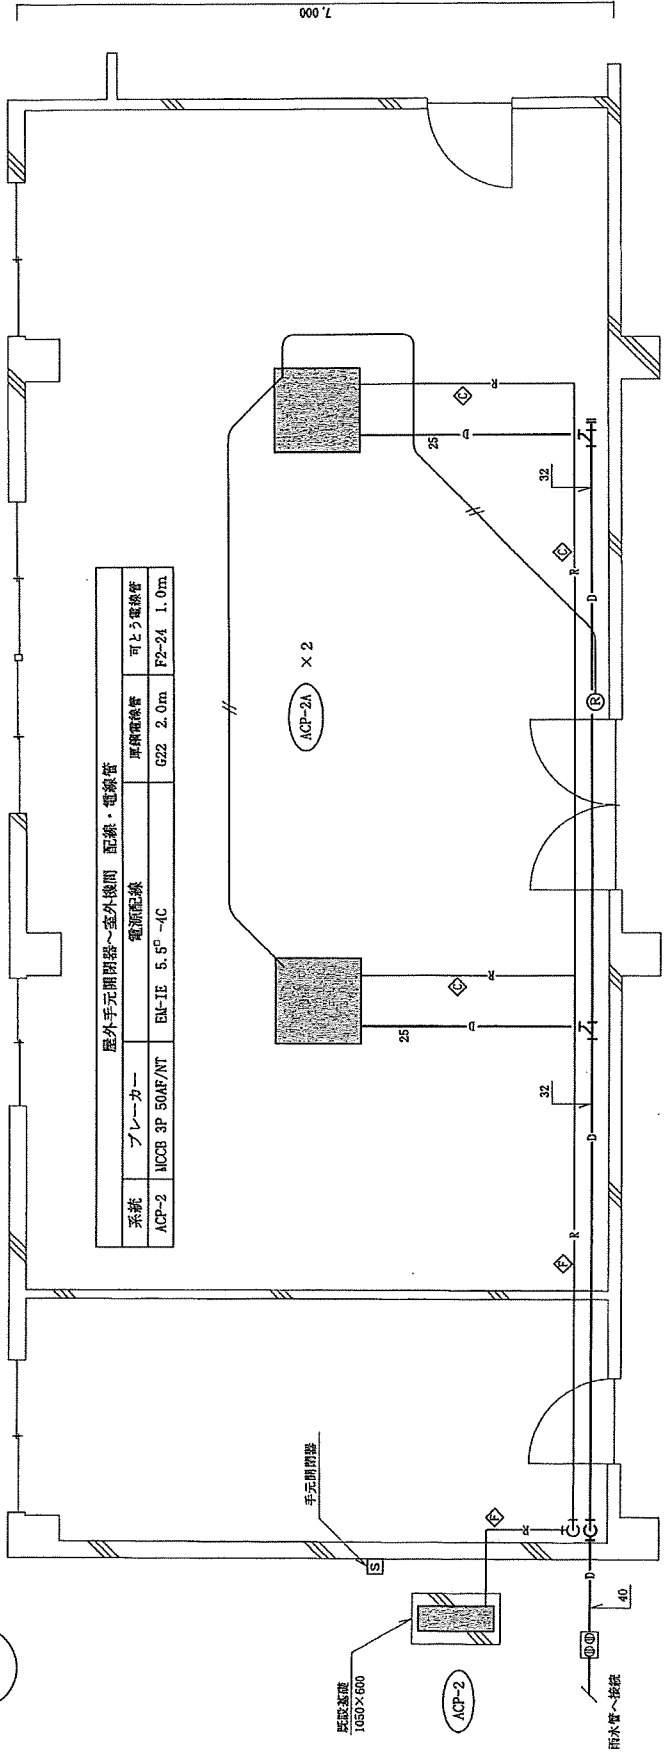 7,000
屋外手元開閉器~室外機間 配線・電線管
系統 ブレーカー 電源配線 厚鋼電線管 可とう電線管
ACP-2 MCCB 3P 50AF/NT EM-IE 5.5□-4C G22 2.0m F2-24 1.0m
ACP-2A ×2
C
R
D
25
32
C
R
D
R
C
R
D
25
32
D
R
F
手元開閉器
S
F
R
既設基礎
1050×600
ACP-2
D
40
雨水管へ接続